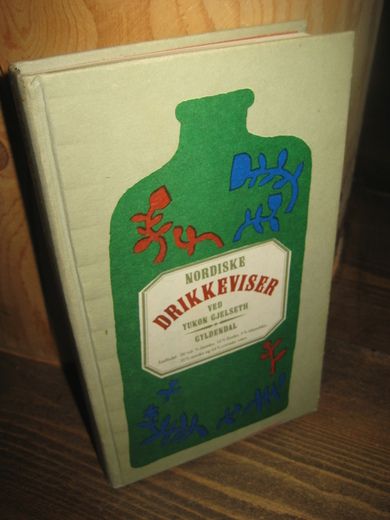 NORDISKE
DRIKKEVISER
VED
YUKON GJELSETH
GYLDENDAL